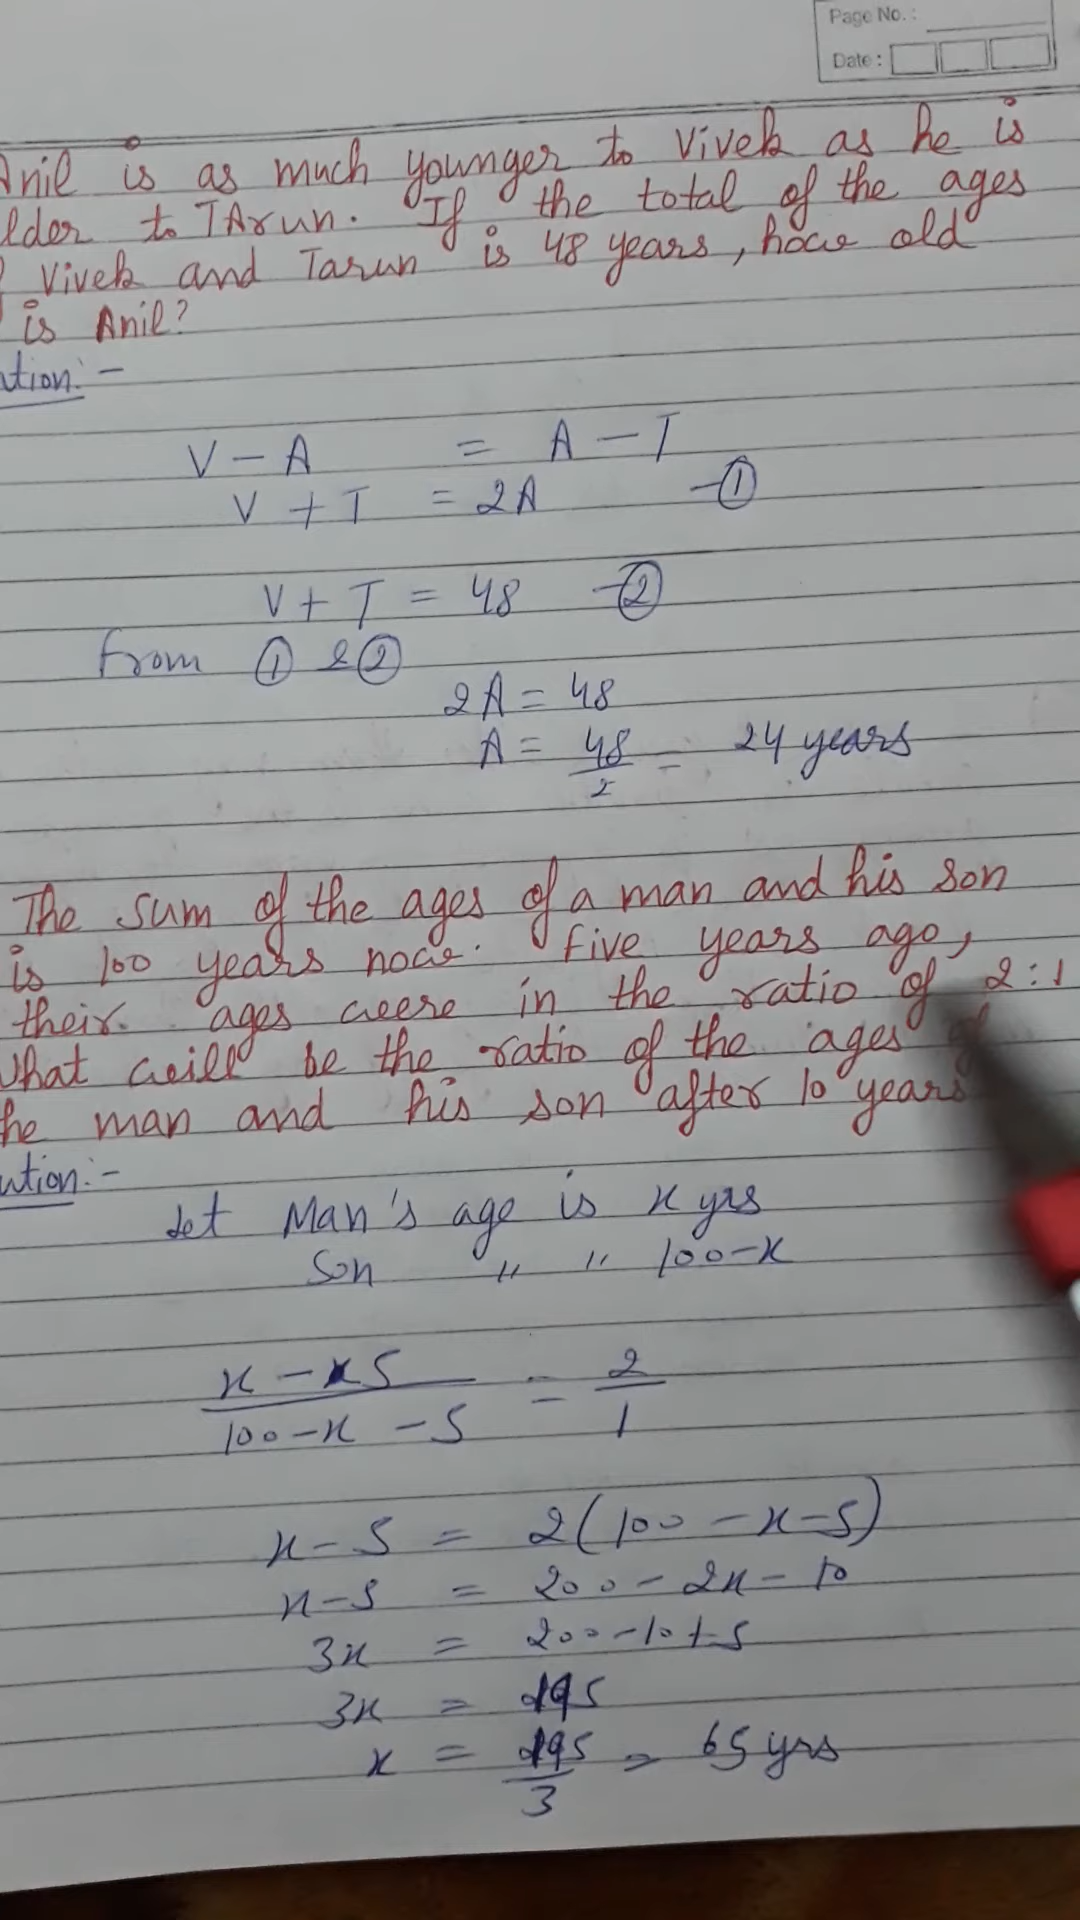 Page No. :
Date :
Anil is as much younger to Vivek as he is
lder to TArun. If the total of the ages
f Vivek and Tarun is 48 years, how old
is Anil?
ution:-
V - A = A - T
V + T = 2A -①
V + T = 48 -②
from ① & ②
2A = 48
A = 48/2 = 24 years
The sum of the ages of a man and his son
is 100 years now. five years ago,
their ages were in the ratio of 2:1
What will be the ratio of the ages of
he man and his son after 10 years
ution:-
Let Man's age is x yrs
Son " " 100-x
x - 5 / 100-x - 5 = 2/1
x - 5 = 2(100 - x - 5)
x - 5 = 200 - 2x - 10
3x = 200 - 10 + 5
3x = 195
x = 195/3 = 65 yrs